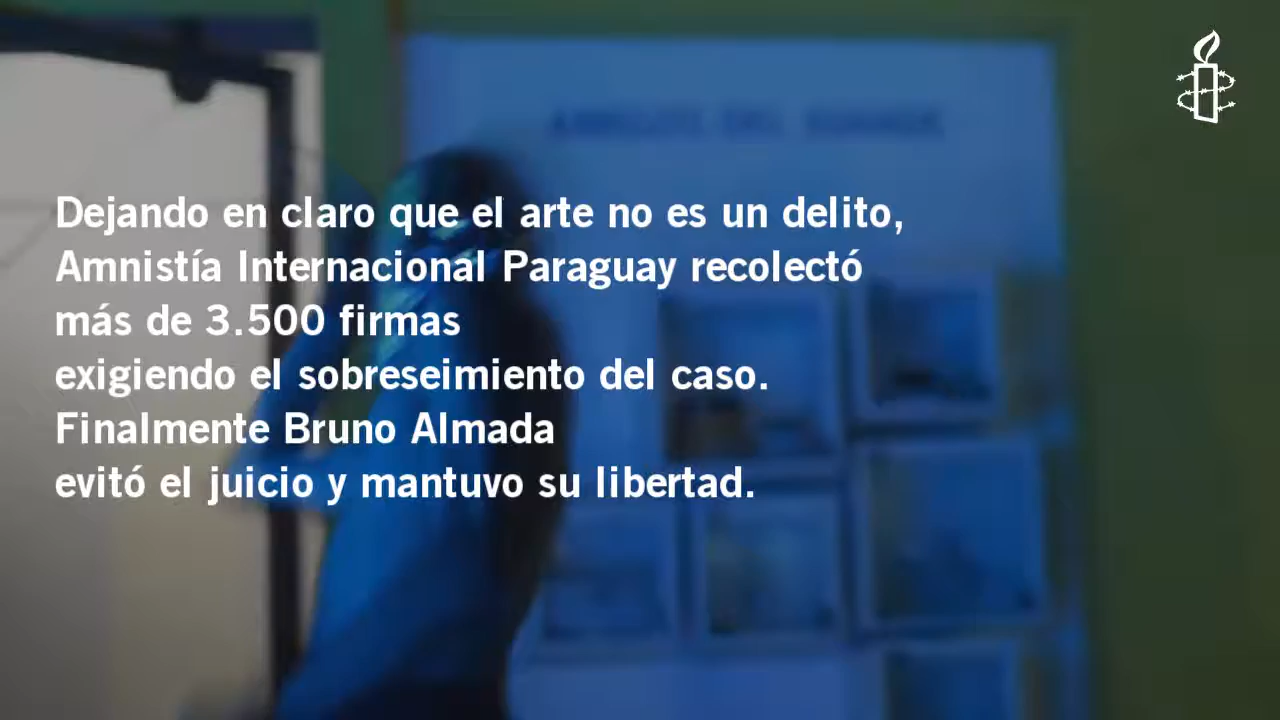 Dejando en claro que el arte no es un delito,
Amnistía Internacional Paraguay recolectó
más de 3.500 firmas
exigiendo el sobreseimiento del caso.
Finalmente Bruno Almada
evitó el juicio y mantuvo su libertad.